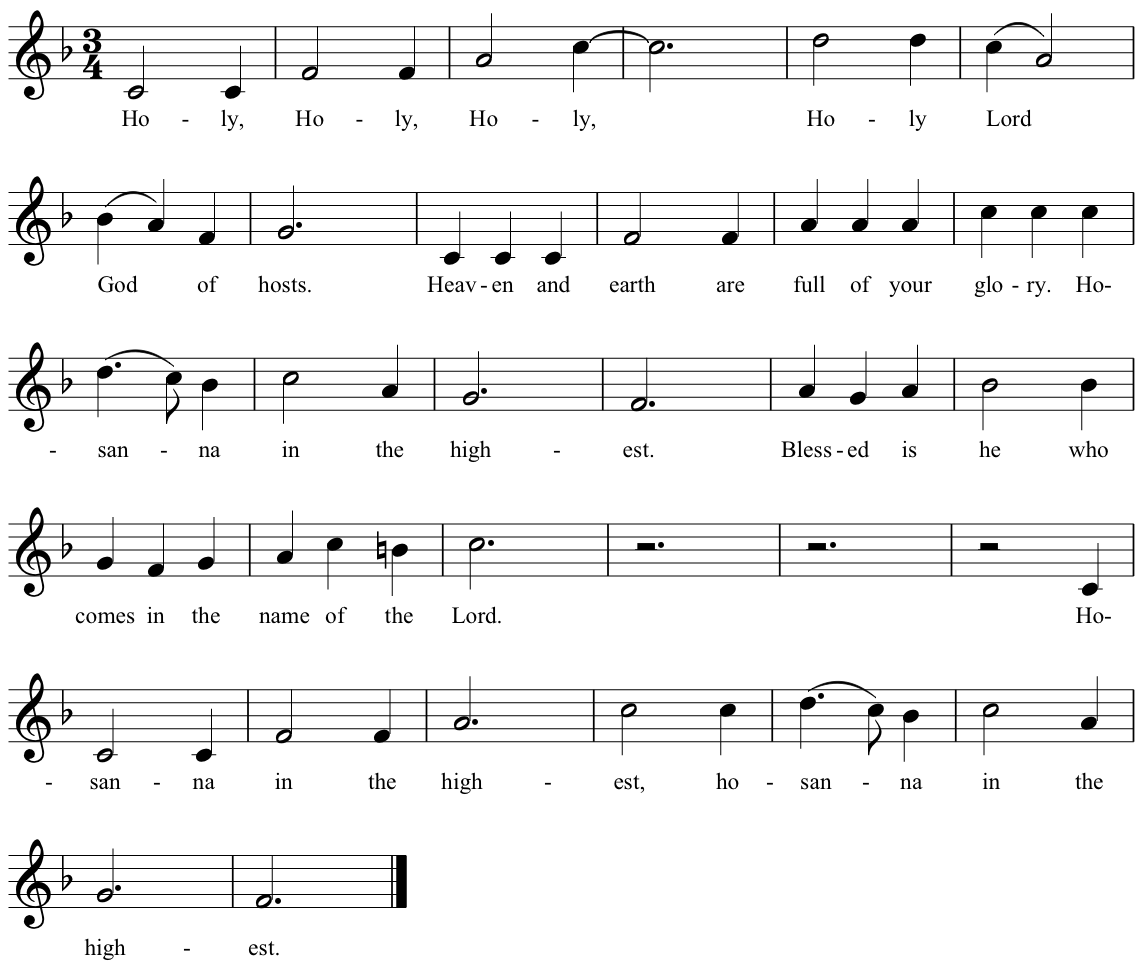 3
4
Ho - ly, Ho - ly, Ho - ly, Ho - ly Lord
God of hosts. Heav - en and earth are full of your glo - ry. Ho-
- san - na in the high - est. Bless - ed is he who
comes in the name of the Lord. Ho-
- san - na in the high - est, ho - san - na in the
high - est.